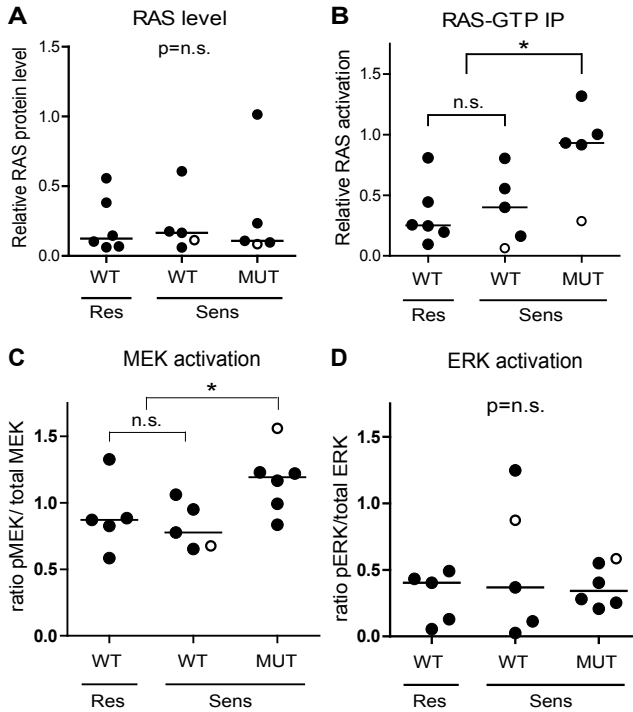 A
RAS level
p=n.s.
Relative RAS protein level
1.5
1.0
0.5
0.0
WT
WT
MUT
Res
Sens
B
RAS-GTP IP
*
n.s.
Relative RAS activation
1.5
1.0
0.5
0.0
WT
WT
MUT
Res
Sens
C
MEK activation
*
n.s.
ratio pMEK/ total MEK
1.5
1.0
0.5
0.0
WT
WT
MUT
Res
Sens
D
ERK activation
p=n.s.
ratio pERK/total ERK
1.5
1.0
0.5
0.0
WT
WT
MUT
Res
Sens